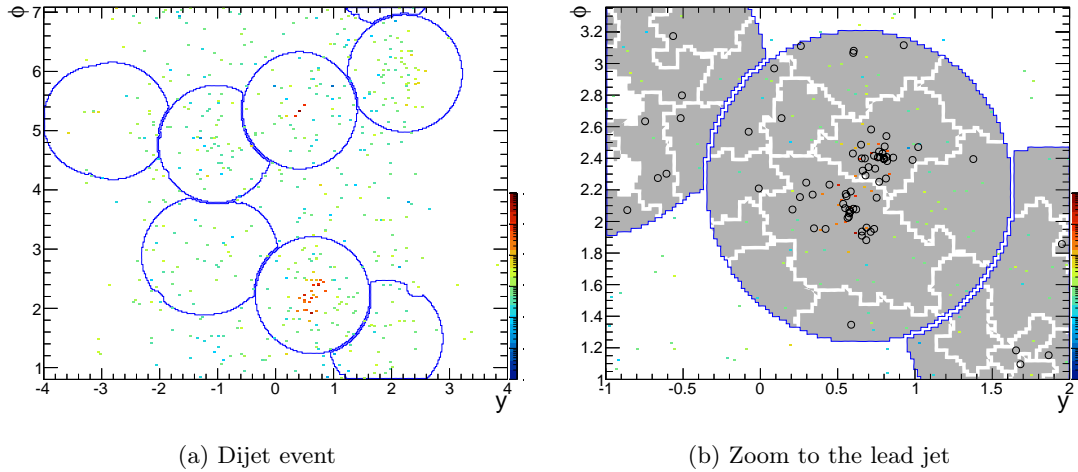 ϕ
7
6
5
4
3
2
1
-4 -3 -2 -1 0 1 2 3 4
y
(a) Dijet event
ϕ
3.2
3
2.8
2.6
2.4
2.2
2
1.8
1.6
1.4
1.2
1
-1 -0.5 0 0.5 1 1.5 2
y
(b) Zoom to the lead jet